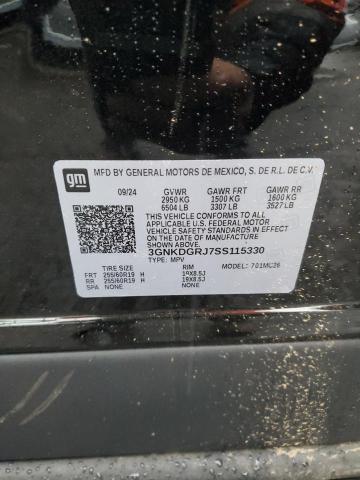 gm
MFD BY GENERAL MOTORS DE MEXICO, S. DE R.L. DE C.V.
09/24 GVWR GAWR FRT GAWR RR
2950 KG 1500 KG 1600 KG
6504 LB 3307 LB 3527 LB
THIS VEHICLE CONFORMS TO ALL APPLICABLE
U.S. FEDERAL MOTOR VEHICLE SAFETY
STANDARDS IN EFFECT ON THE
DATE OF MANUFACTURE SHOWN ABOVE.
3GNKDGRJ7SS115330
TYPE: MPV MODEL: 701MC26
TIRE SIZE RIM
FRT 255/60R19 H 19X8.5J
RR 255/60R19 H 19X8.5J
SPA NONE NONE